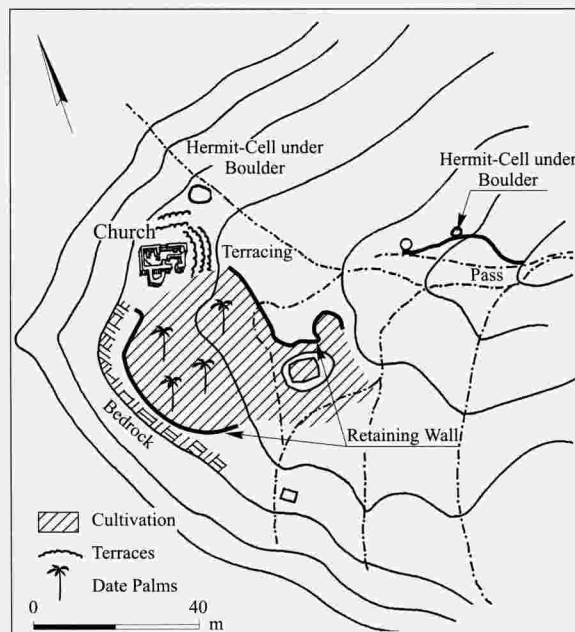 Hermit-Cell under
Boulder
Hermit-Cell under
Boulder
Church
Terracing
Pass
Bedrock
Retaining Wall
Cultivation
Terraces
Date Palms
0 40
m